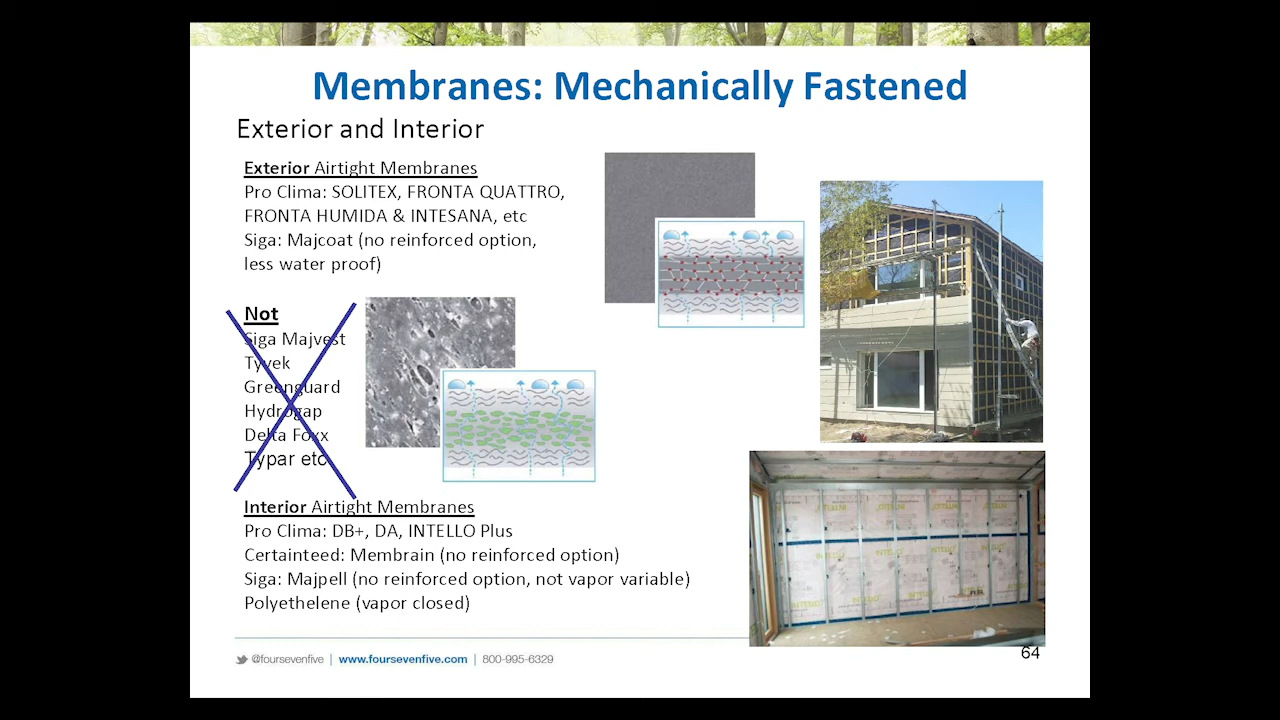 Membranes: Mechanically Fastened
Exterior and Interior
Exterior Airtight Membranes
Pro Clima: SOLITEX, FRONTA QUATTRO,
FRONTA HUMIDA & INTESANA, etc
Siga: Majcoat (no reinforced option,
less water proof)
Not
Siga Majvest
Tyvek
Greenguard
Hydrogap
Delta Foxx
Typar etc
Interior Airtight Membranes
Pro Clima: DB+, DA, INTELLO Plus
Certainteed: Membrain (no reinforced option)
Siga: Majpell (no reinforced option, not vapor variable)
Polyethelene (vapor closed)
INTELLO
@foursevenfive | www.foursevenfive.com | 800-995-6329
64